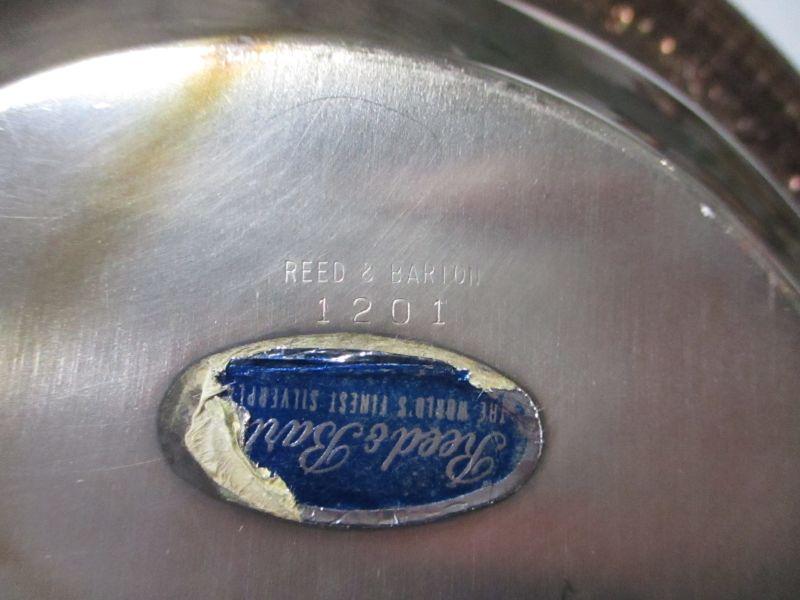 REED & BARTON
1201
Reed & Bart
THE WORLD'S FINEST SILVERPL